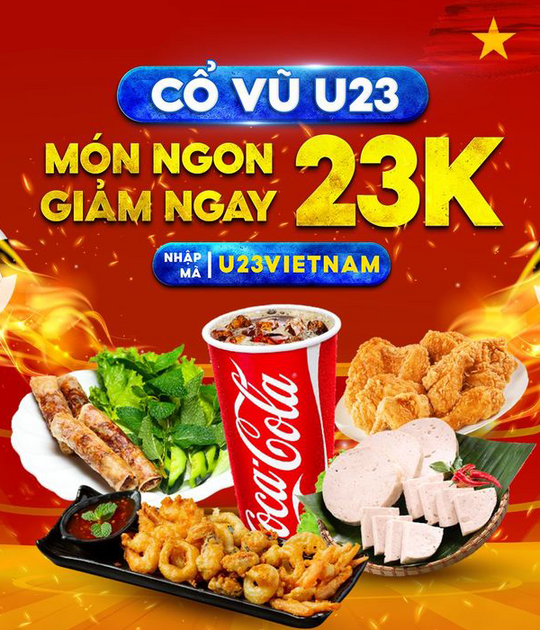 CỔ VŨ U23
MÓN NGON
GIẢM NGAY
23K
NHẬP
MÃ
U23VIETNAM
Coca-Cola